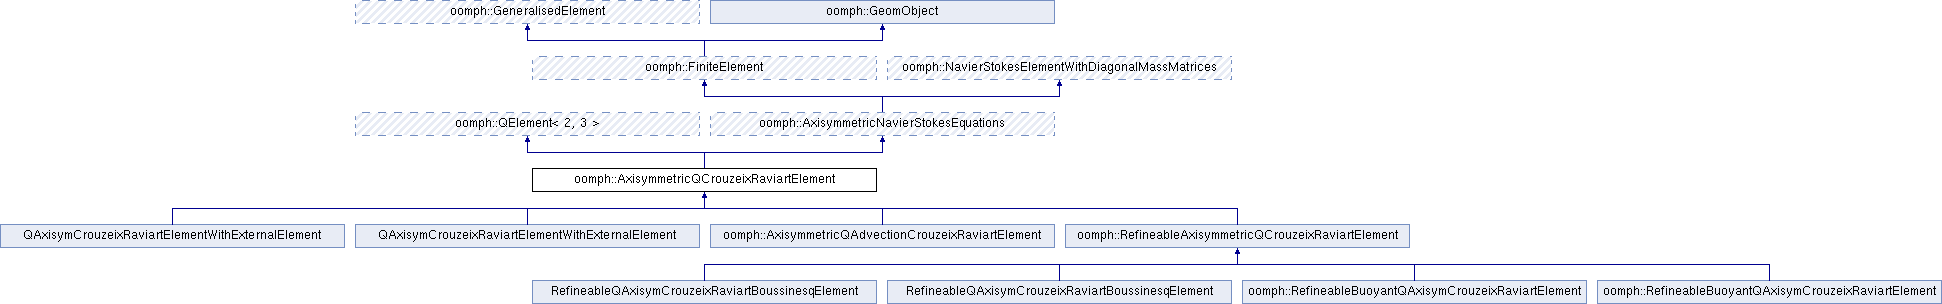 oomph::GeneralisedElement
oomph::GeomObject
oomph::FiniteElement
oomph::NavierStokesElementWithDiagonalMassMatrices
oomph::QElement< 2, 3 >
oomph::AxisymmetricNavierStokesEquations
oomph::AxisymmetricQCrouzeixRaviartElement
QAxisymCrouzeixRaviartElementWithExternalElement
QAxisymCrouzeixRaviartElementWithExternalElement
oomph::AxisymmetricQAdvectionCrouzeixRaviartElement
oomph::RefineableAxisymmetricQCrouzeixRaviartElement
RefineableQAxisymCrouzeixRaviartBoussinesqElement
RefineableQAxisymCrouzeixRaviartBoussinesqElement
oomph::RefineableBuoyantQAxisymCrouzeixRaviartElement
oomph::RefineableBuoyantQAxisymCrouzeixRaviartElement